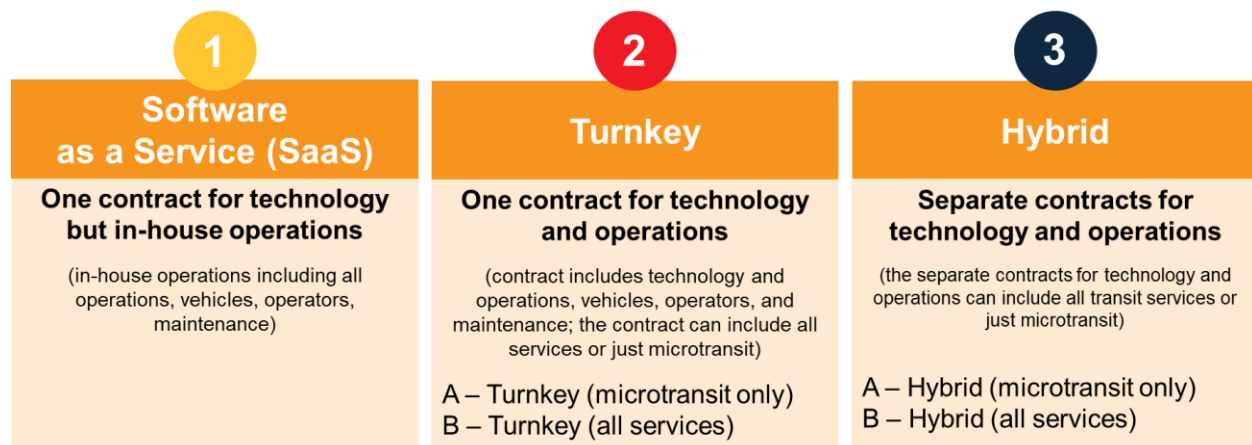 1
Software
as a Service (SaaS)
One contract for technology
but in-house operations
(in-house operations including all
operations, vehicles, operators,
maintenance)
2
Turnkey
One contract for technology
and operations
(contract includes technology and
operations, vehicles, operators, and
maintenance; the contract can include all
services or just microtransit)
A – Turnkey (microtransit only)
B – Turnkey (all services)
3
Hybrid
Separate contracts for
technology and operations
(the separate contracts for technology and
operations can include all transit services or
just microtransit)
A – Hybrid (microtransit only)
B – Hybrid (all services)